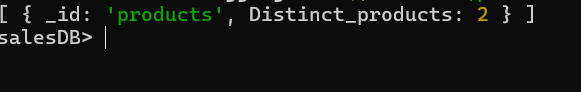 [ { _id: 'products', Distinct_products: 2 } ]
salesDB>